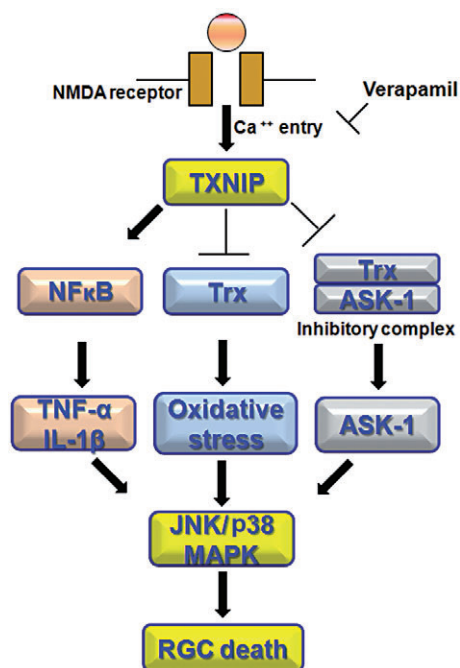 NMDA receptor
Verapamil
Ca ++ entry
TXNIP
NFκB
Trx
Trx
ASK-1
Inhibitory complex
TNF-α
IL-1β
Oxidative
stress
ASK-1
JNK/p38
MAPK
RGC death